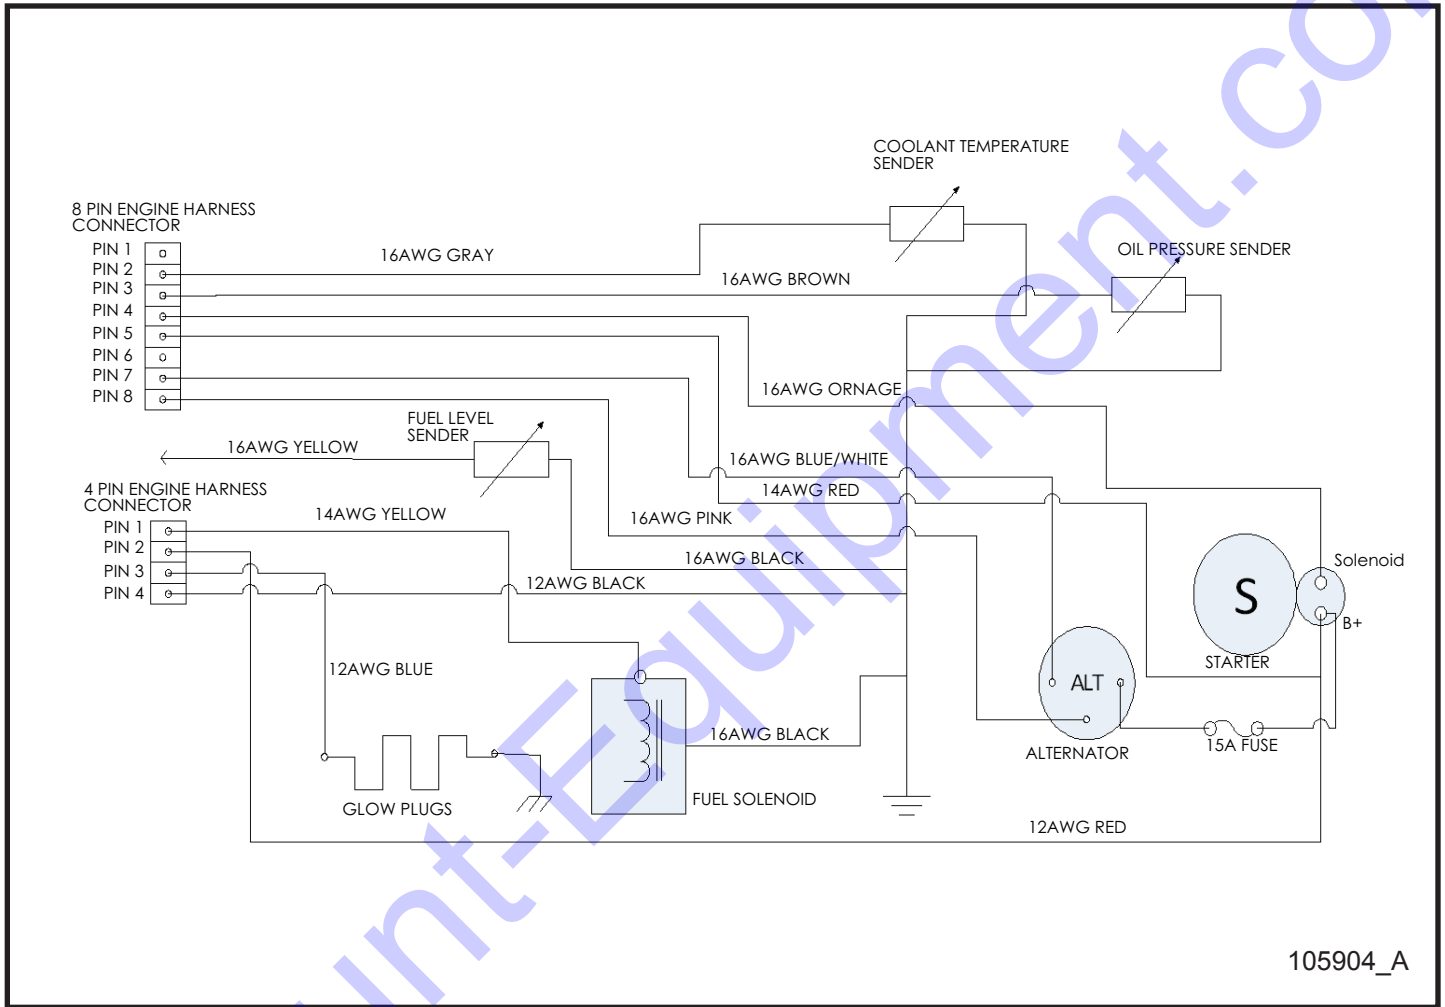 COOLANT TEMPERATURE
SENDER
8 PIN ENGINE HARNESS
CONNECTOR
PIN 1
PIN 2
PIN 3
PIN 4
PIN 5
PIN 6
PIN 7
PIN 8
16AWG GRAY
OIL PRESSURE SENDER
16AWG BROWN
16AWG ORNAGE
FUEL LEVEL
SENDER
16AWG YELLOW
16AWG BLUE/WHITE
14AWG RED
4 PIN ENGINE HARNESS
CONNECTOR
PIN 1
PIN 2
PIN 3
PIN 4
14AWG YELLOW
16AWG PINK
16AWG BLACK
12AWG BLACK
Solenoid
S
B+
STARTER
12AWG BLUE
ALT
16AWG BLACK
ALTERNATOR
15A FUSE
GLOW PLUGS
FUEL SOLENOID
12AWG RED
105904_A
unt-Equipment.co